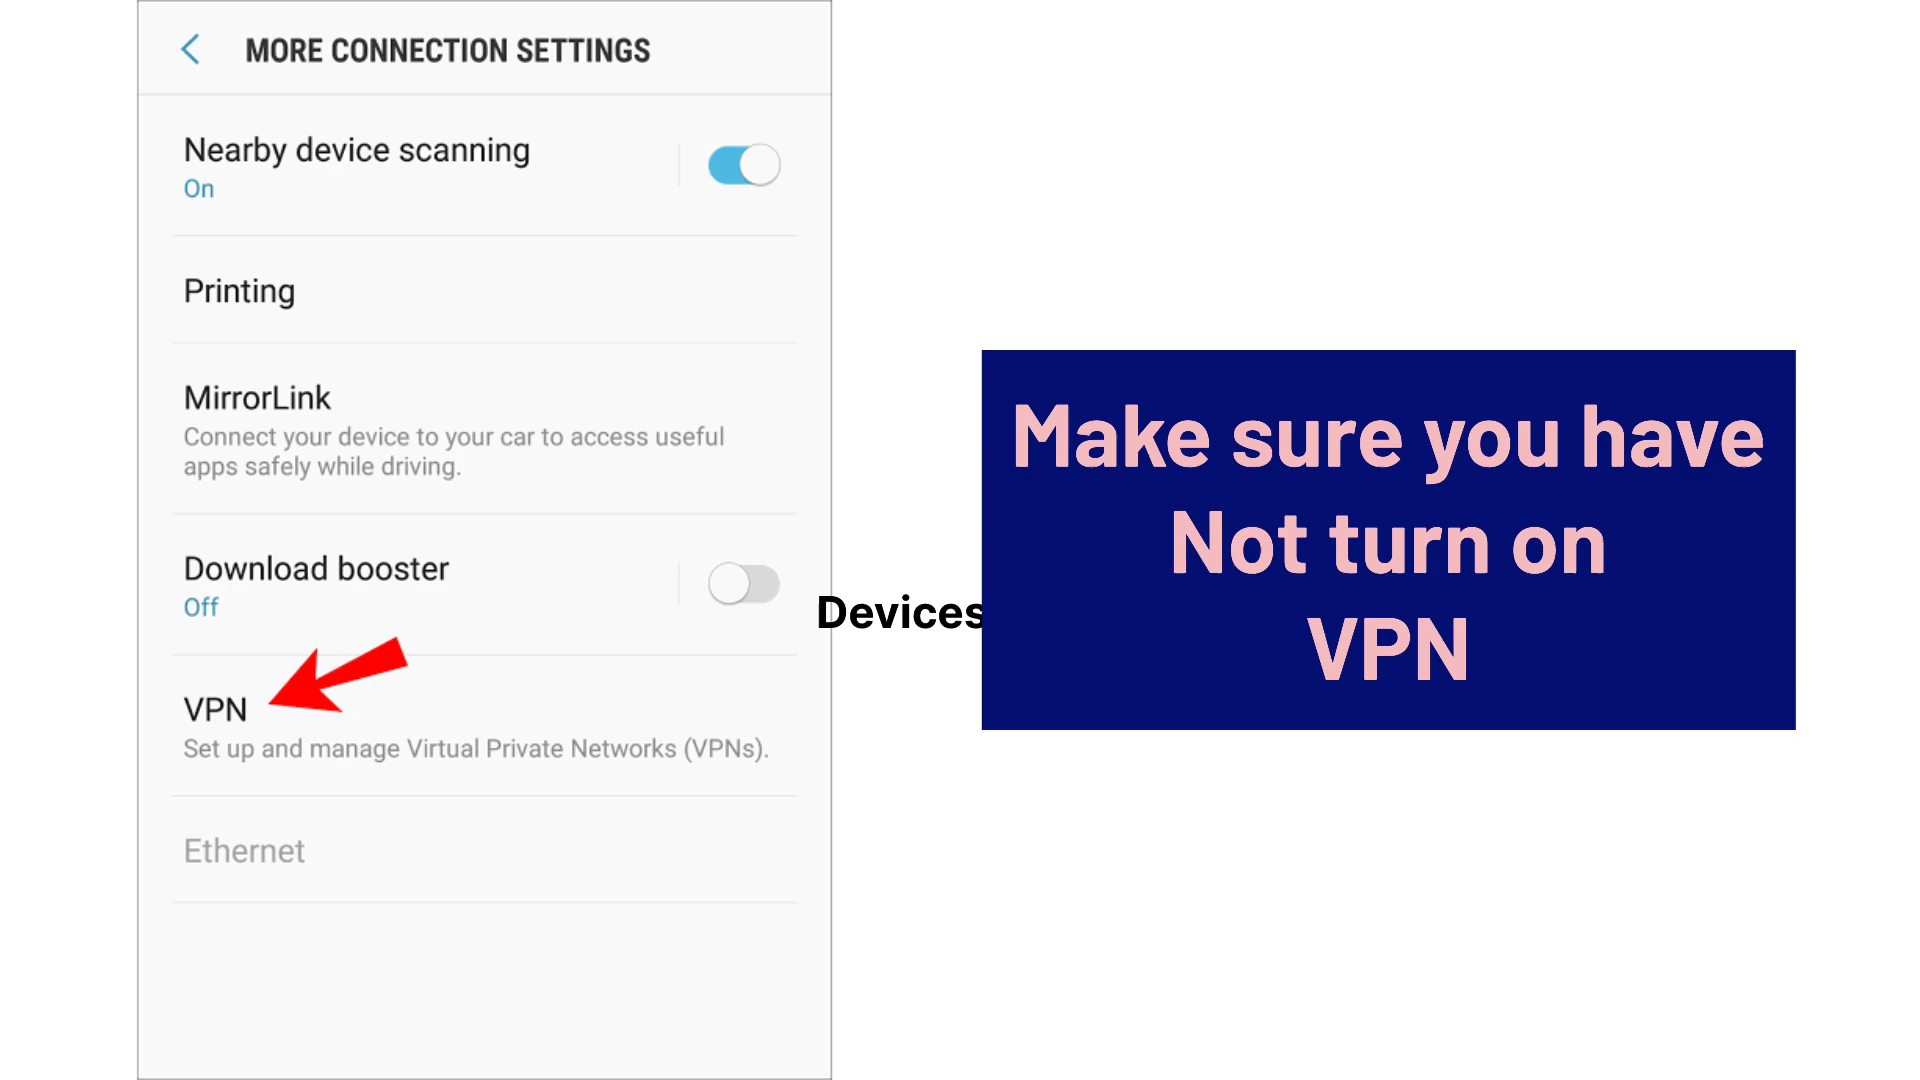 MORE CONNECTION SETTINGS
Nearby device scanning
On
Printing
MirrorLink
Connect your device to your car to access useful
apps safely while driving.
Download booster
Off
VPN
Set up and manage Virtual Private Networks (VPNs).
Ethernet
Devices
Make sure you have
Not turn on
VPN